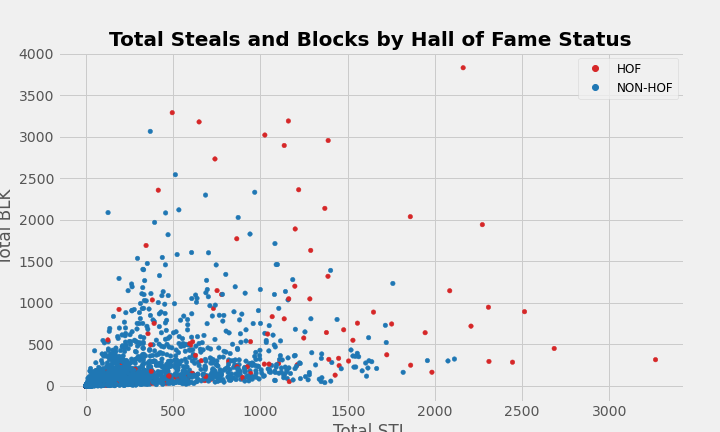 Total Steals and Blocks by Hall of Fame Status
HOF
NON-HOF
Total BLK
4000
3500
3000
2500
2000
1500
1000
500
0
0 500 1000 1500 2000 2500 3000
Total STL